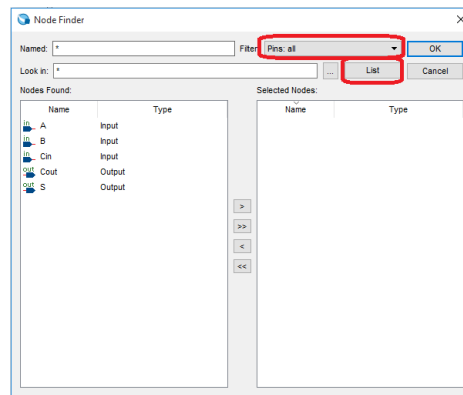 Node Finder
Named: * Filter: Pins: all OK
Look in: * ... List Cancel
Nodes Found: Selected Nodes:
Name Type Name Type
in A Input
in B Input
in Cin Input
out Cout Output
out S Output
>
>>
<
<<